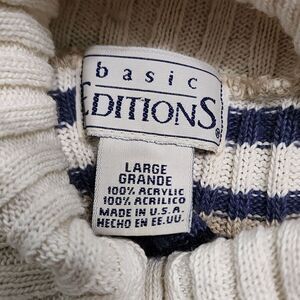 basic
EDITIONS®
LARGE
GRANDE
100% ACRYLIC
100% ACRILICO
MADE IN U.S.A.
HECHO EN EE.UU.